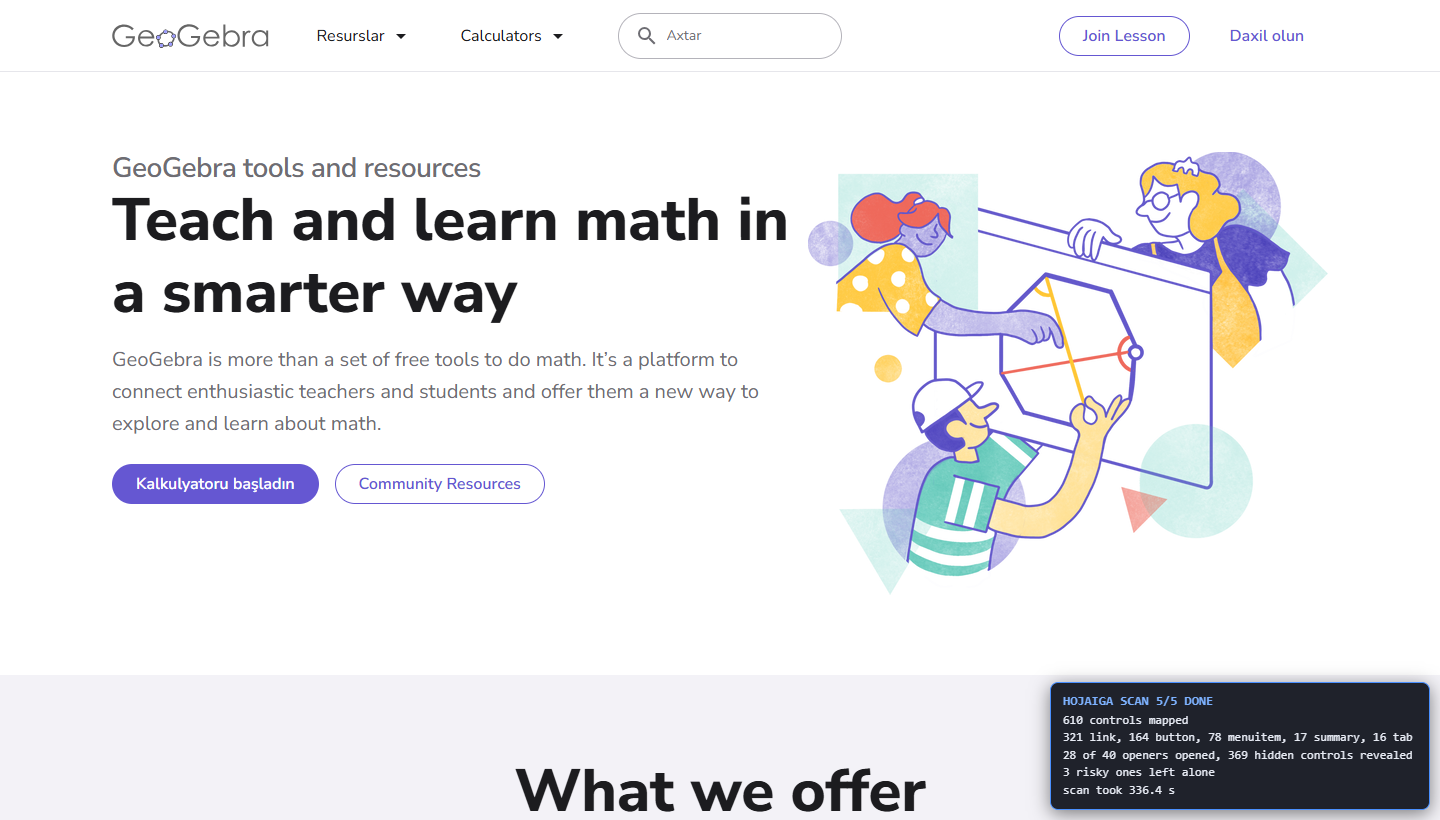 GeoGebra
Resurslar
Calculators
Axtar
Join Lesson
Daxil olun
GeoGebra tools and resources
Teach and learn math in
a smarter way
GeoGebra is more than a set of free tools to do math. It’s a platform to
connect enthusiastic teachers and students and offer them a new way to
explore and learn about math.
Kalkulyatoru başladın
Community Resources
What we offer
HOJAIGA SCAN 5/5 DONE
610 controls mapped
321 link, 164 button, 78 menuitem, 17 summary, 16 tab
28 of 40 openers opened, 369 hidden controls revealed
3 risky ones left alone
scan took 336.4 s